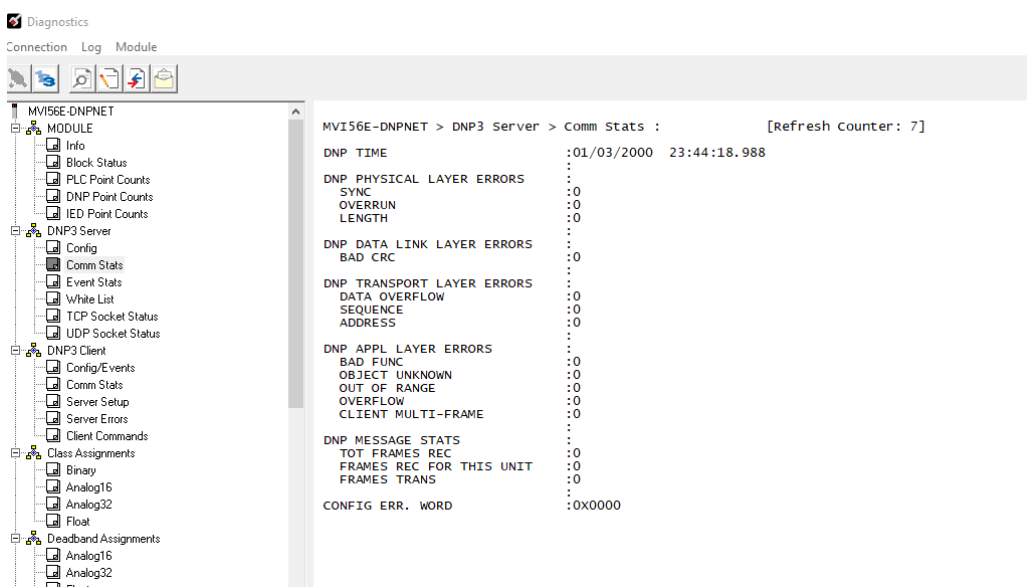 Diagnostics
Connection Log Module
MVI56E-DNPNET
MODULE
Info
Block Status
PLC Point Counts
DNP Point Counts
IED Point Counts
DNP3 Server
Config
Comm Stats
Event Stats
White List
TCP Socket Status
UDP Socket Status
DNP3 Client
Config/Events
Comm Stats
Server Setup
Server Errors
Client Commands
Class Assignments
Binary
Analog16
Analog32
Float
Deadband Assignments
Analog16
Analog32
MVI56E-DNPNET > DNP3 Server > Comm Stats : [Refresh Counter: 7]
DNP TIME :01/03/2000 23:44:18.988
:
DNP PHYSICAL LAYER ERRORS :
SYNC :0
OVERRUN :0
LENGTH :0
:
DNP DATA LINK LAYER ERRORS :
BAD CRC :0
:
DNP TRANSPORT LAYER ERRORS :
DATA OVERFLOW :0
SEQUENCE :0
ADDRESS :0
:
DNP APPL LAYER ERRORS :
BAD FUNC :0
OBJECT UNKNOWN :0
OUT OF RANGE :0
OVERFLOW :0
CLIENT MULTI-FRAME :0
:
DNP MESSAGE STATS :
TOT FRAMES REC :0
FRAMES REC FOR THIS UNIT :0
FRAMES TRANS :0
:
CONFIG ERR. WORD :0x0000